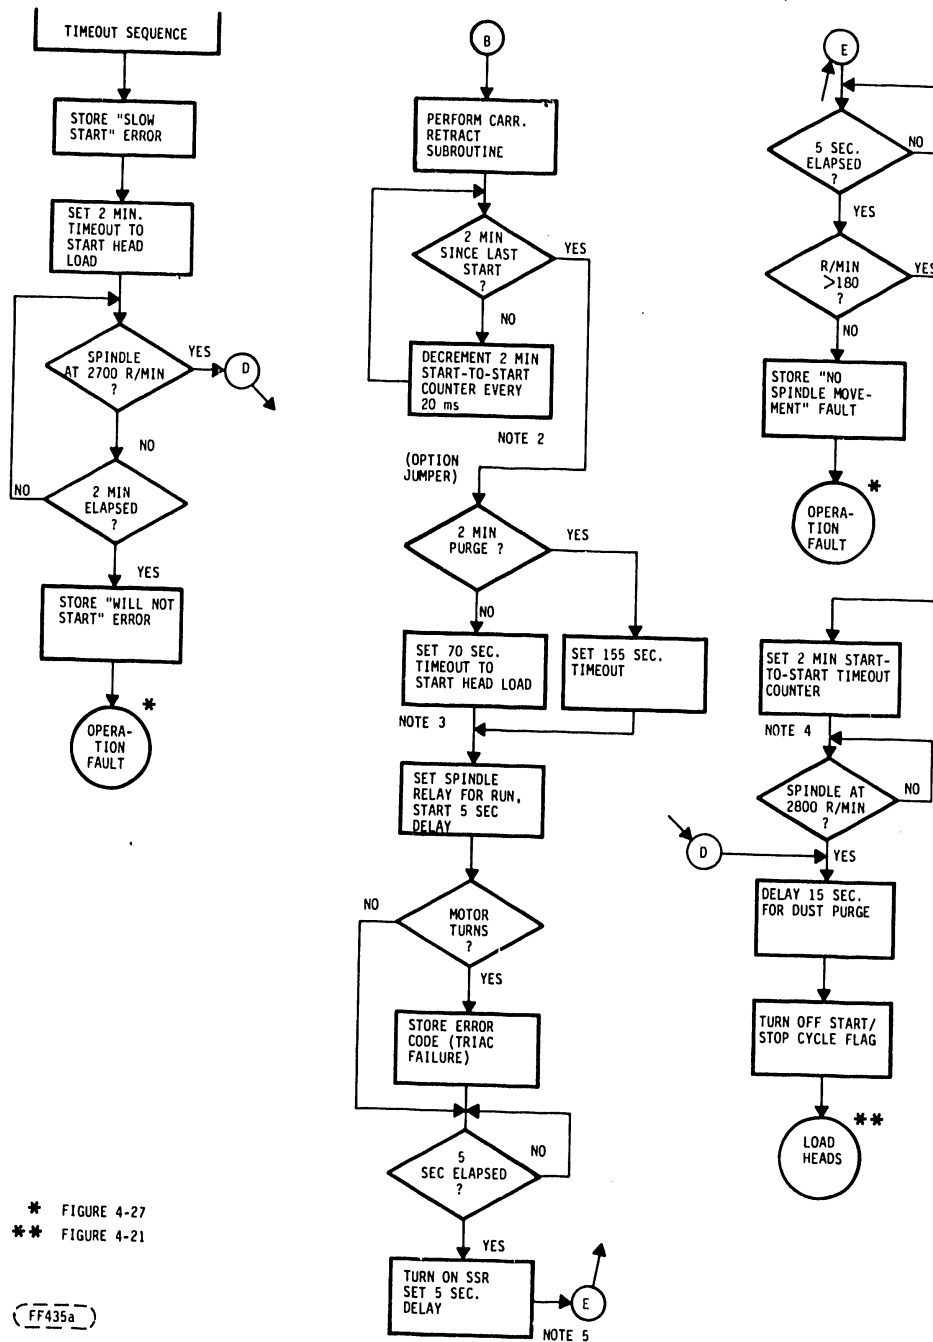 TIMEOUT SEQUENCE
STORE "SLOW
START" ERROR
SET 2 MIN.
TIMEOUT TO
START HEAD
LOAD
SPINDLE
AT 2700 R/MIN
?
YES
D
NO
2 MIN
ELAPSED
?
NO
YES
STORE "WILL NOT
START" ERROR
*
OPERA-
TION
FAULT
* FIGURE 4-27
** FIGURE 4-21
FF435a
B
PERFORM CARR.
RETRACT
SUBROUTINE
2 MIN
SINCE LAST
START
?
YES
NO
DECREMENT 2 MIN
START-TO-START
COUNTER EVERY
20 ms
NOTE 2
(OPTION
JUMPER)
2 MIN
PURGE ?
YES
NO
SET 70 SEC.
TIMEOUT TO
START HEAD LOAD
SET 155 SEC.
TIMEOUT
NOTE 3
SET SPINDLE
RELAY FOR RUN,
START 5 SEC
DELAY
NO
MOTOR
TURNS
?
YES
STORE ERROR
CODE (TRIAC
FAILURE)
5
SEC ELAPSED
?
NO
YES
TURN ON SSR
SET 5 SEC.
DELAY
E
NOTE 5
E
5 SEC.
ELAPSED
?
NO
YES
R/MIN
>180
?
YES
NO
STORE "NO
SPINDLE MOVE-
MENT" FAULT
*
OPERA-
TION
FAULT
SET 2 MIN START-
TO-START TIMEOUT
COUNTER
NOTE 4
SPINDLE AT
2800 R/MIN
?
NO
D
YES
DELAY 15 SEC.
FOR DUST PURGE
TURN OFF START/
STOP CYCLE FLAG
**
LOAD
HEADS